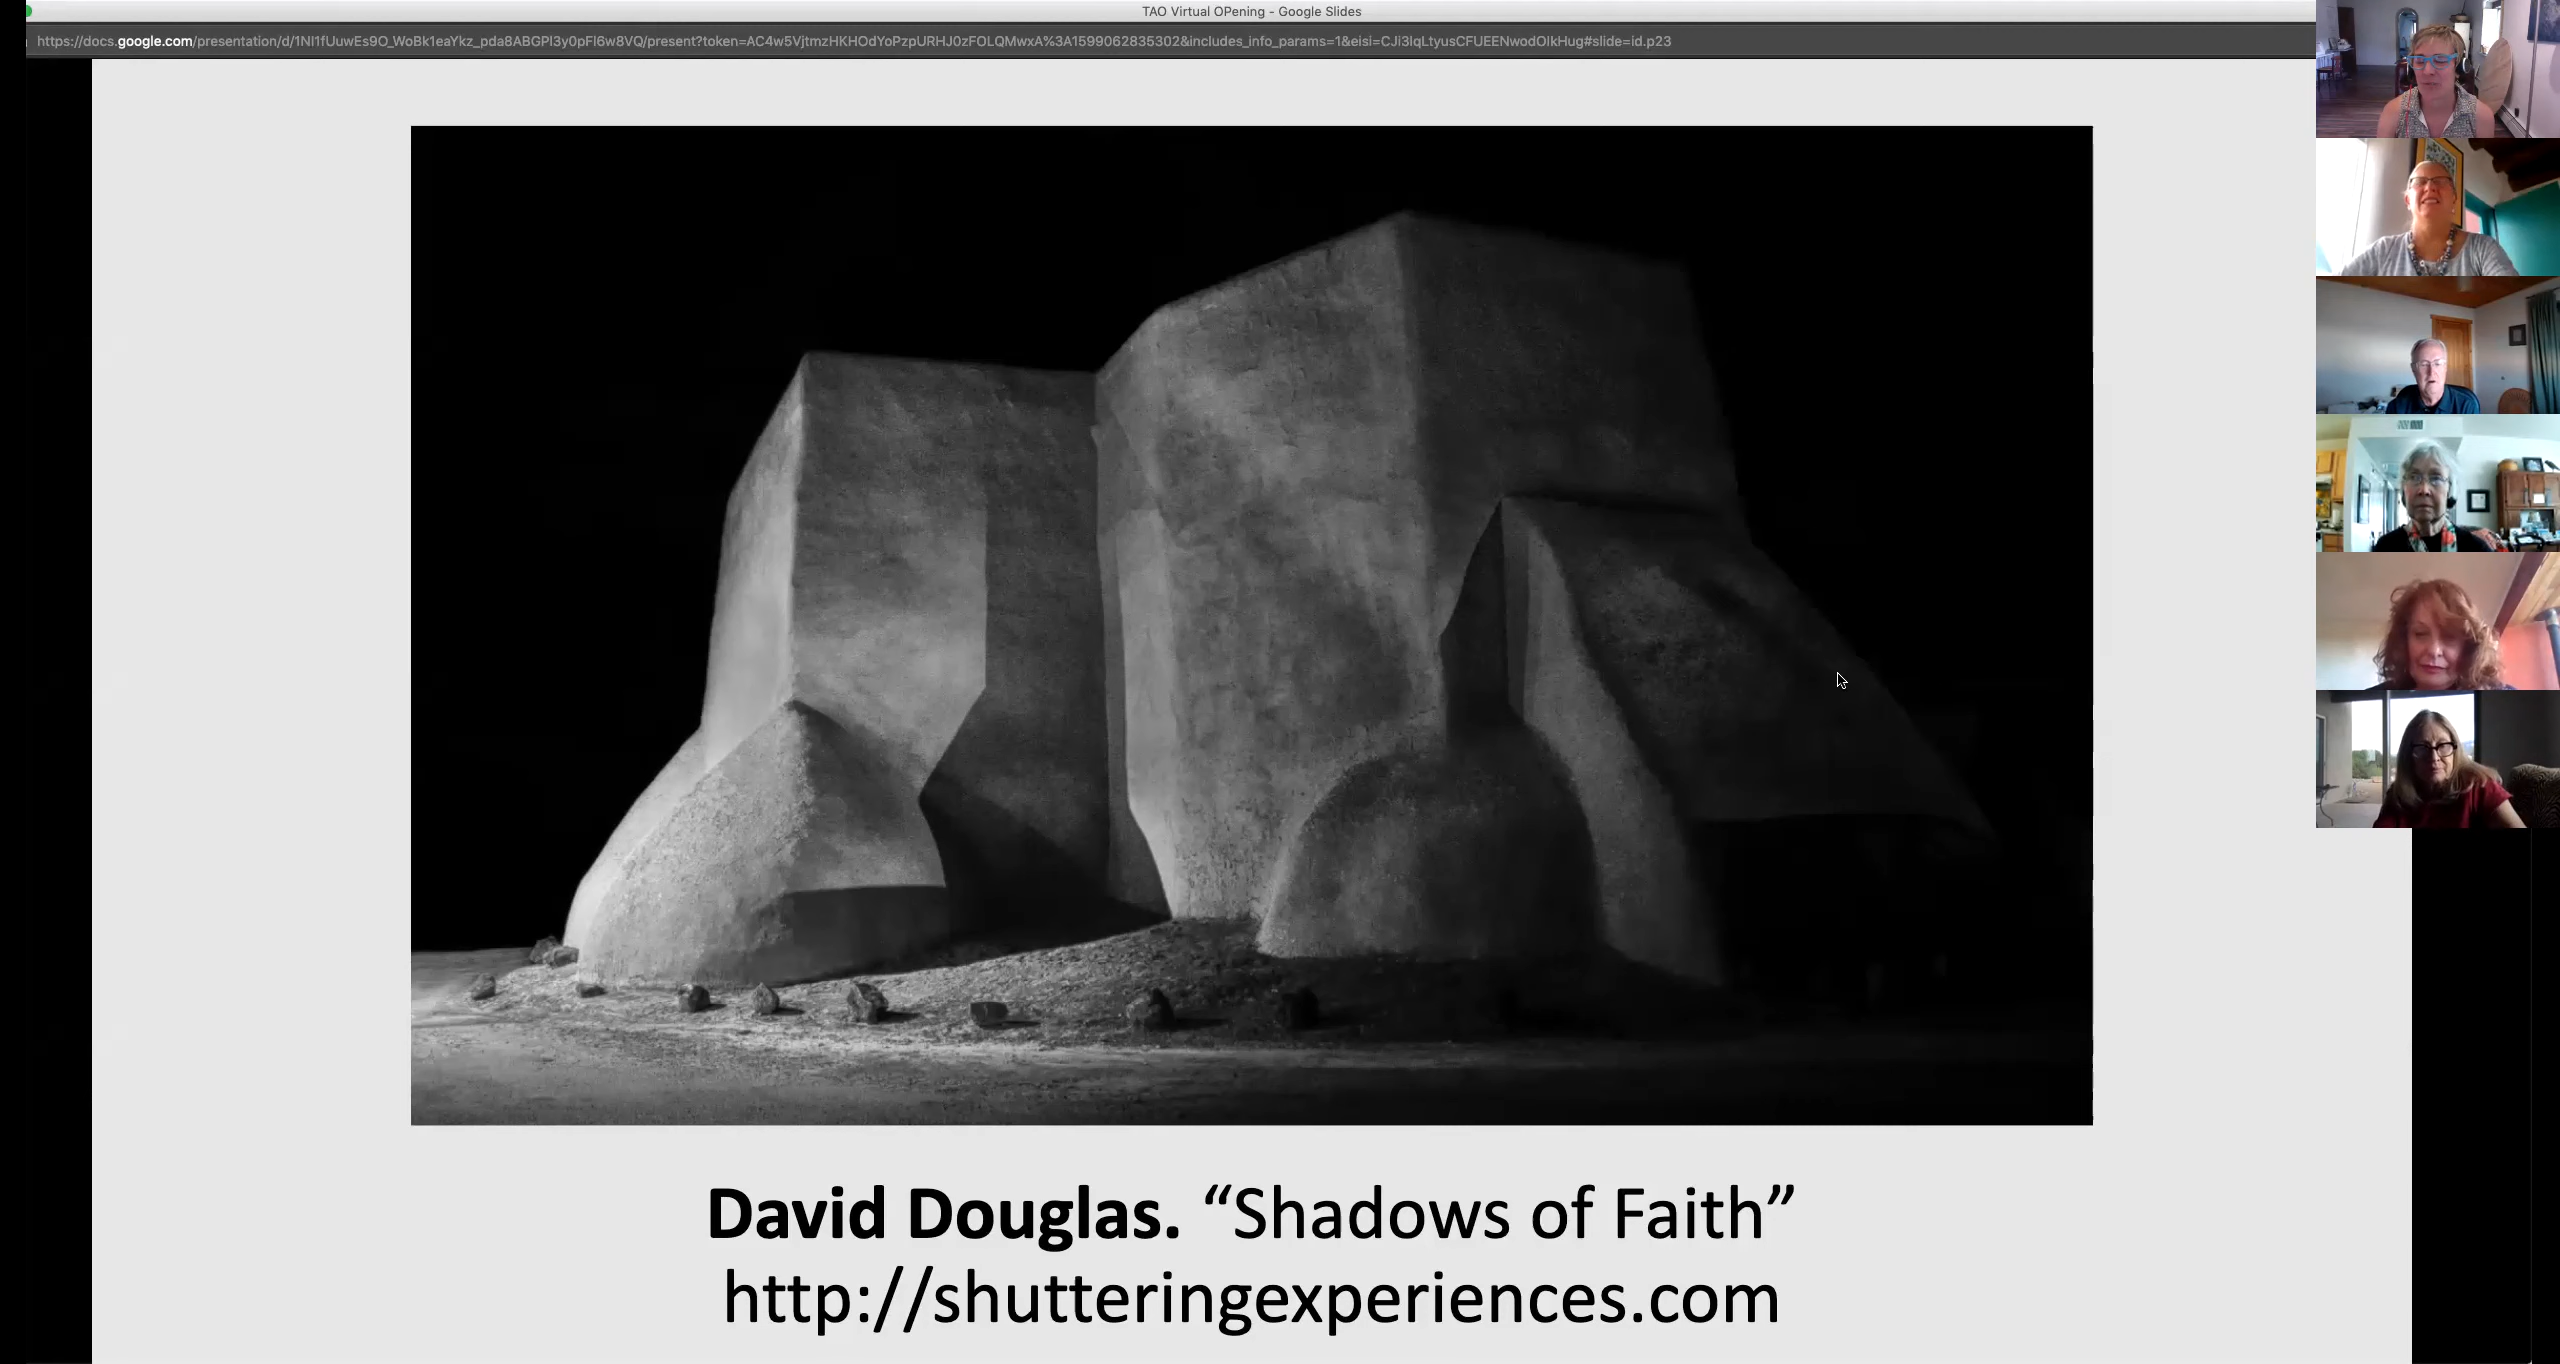 TAO Virtual OPening - Google Slides
https://docs.google.com/presentation/d/1NI1fUuwEs9O_WoBk1eaYkz_pda8ABGPl3y0pFl6w8VQ/present?token=AC4w5VjtmzHKHOdYoPzpURHJ0zFOLQMwxA%3A1599062835302&includes_info_params=1&eisi=CJi3lqLtyusCFUEENwodOlkHug#slide=id.p23
David Douglas. “Shadows of Faith”
http://shutteringexperiences.com